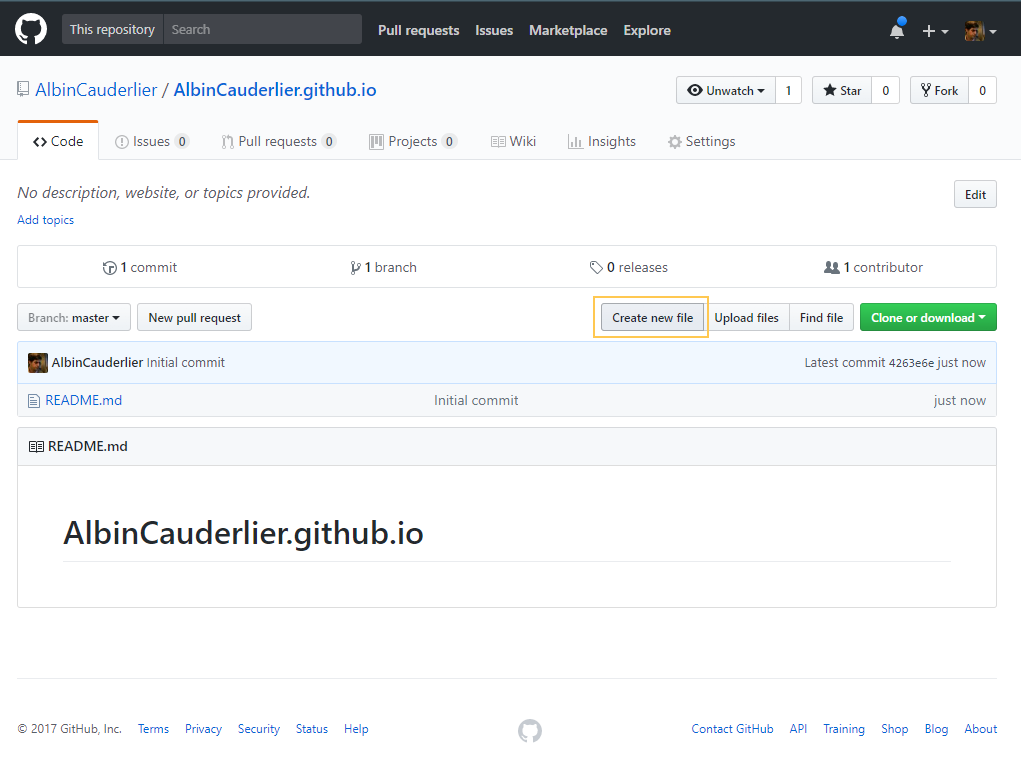 This repository Search Pull requests Issues Marketplace Explore
AlbinCauderlier / AlbinCauderlier.github.io Unwatch 1 Star 0 Fork 0
Code Issues 0 Pull requests 0 Projects 0 Wiki Insights Settings
No description, website, or topics provided. Edit
Add topics
1 commit 1 branch 0 releases 1 contributor
Branch: master New pull request Create new file Upload files Find file Clone or download
AlbinCauderlier Initial commit Latest commit 4263e6e just now
README.md Initial commit just now
README.md
AlbinCauderlier.github.io
© 2017 GitHub, Inc. Terms Privacy Security Status Help Contact GitHub API Training Shop Blog About